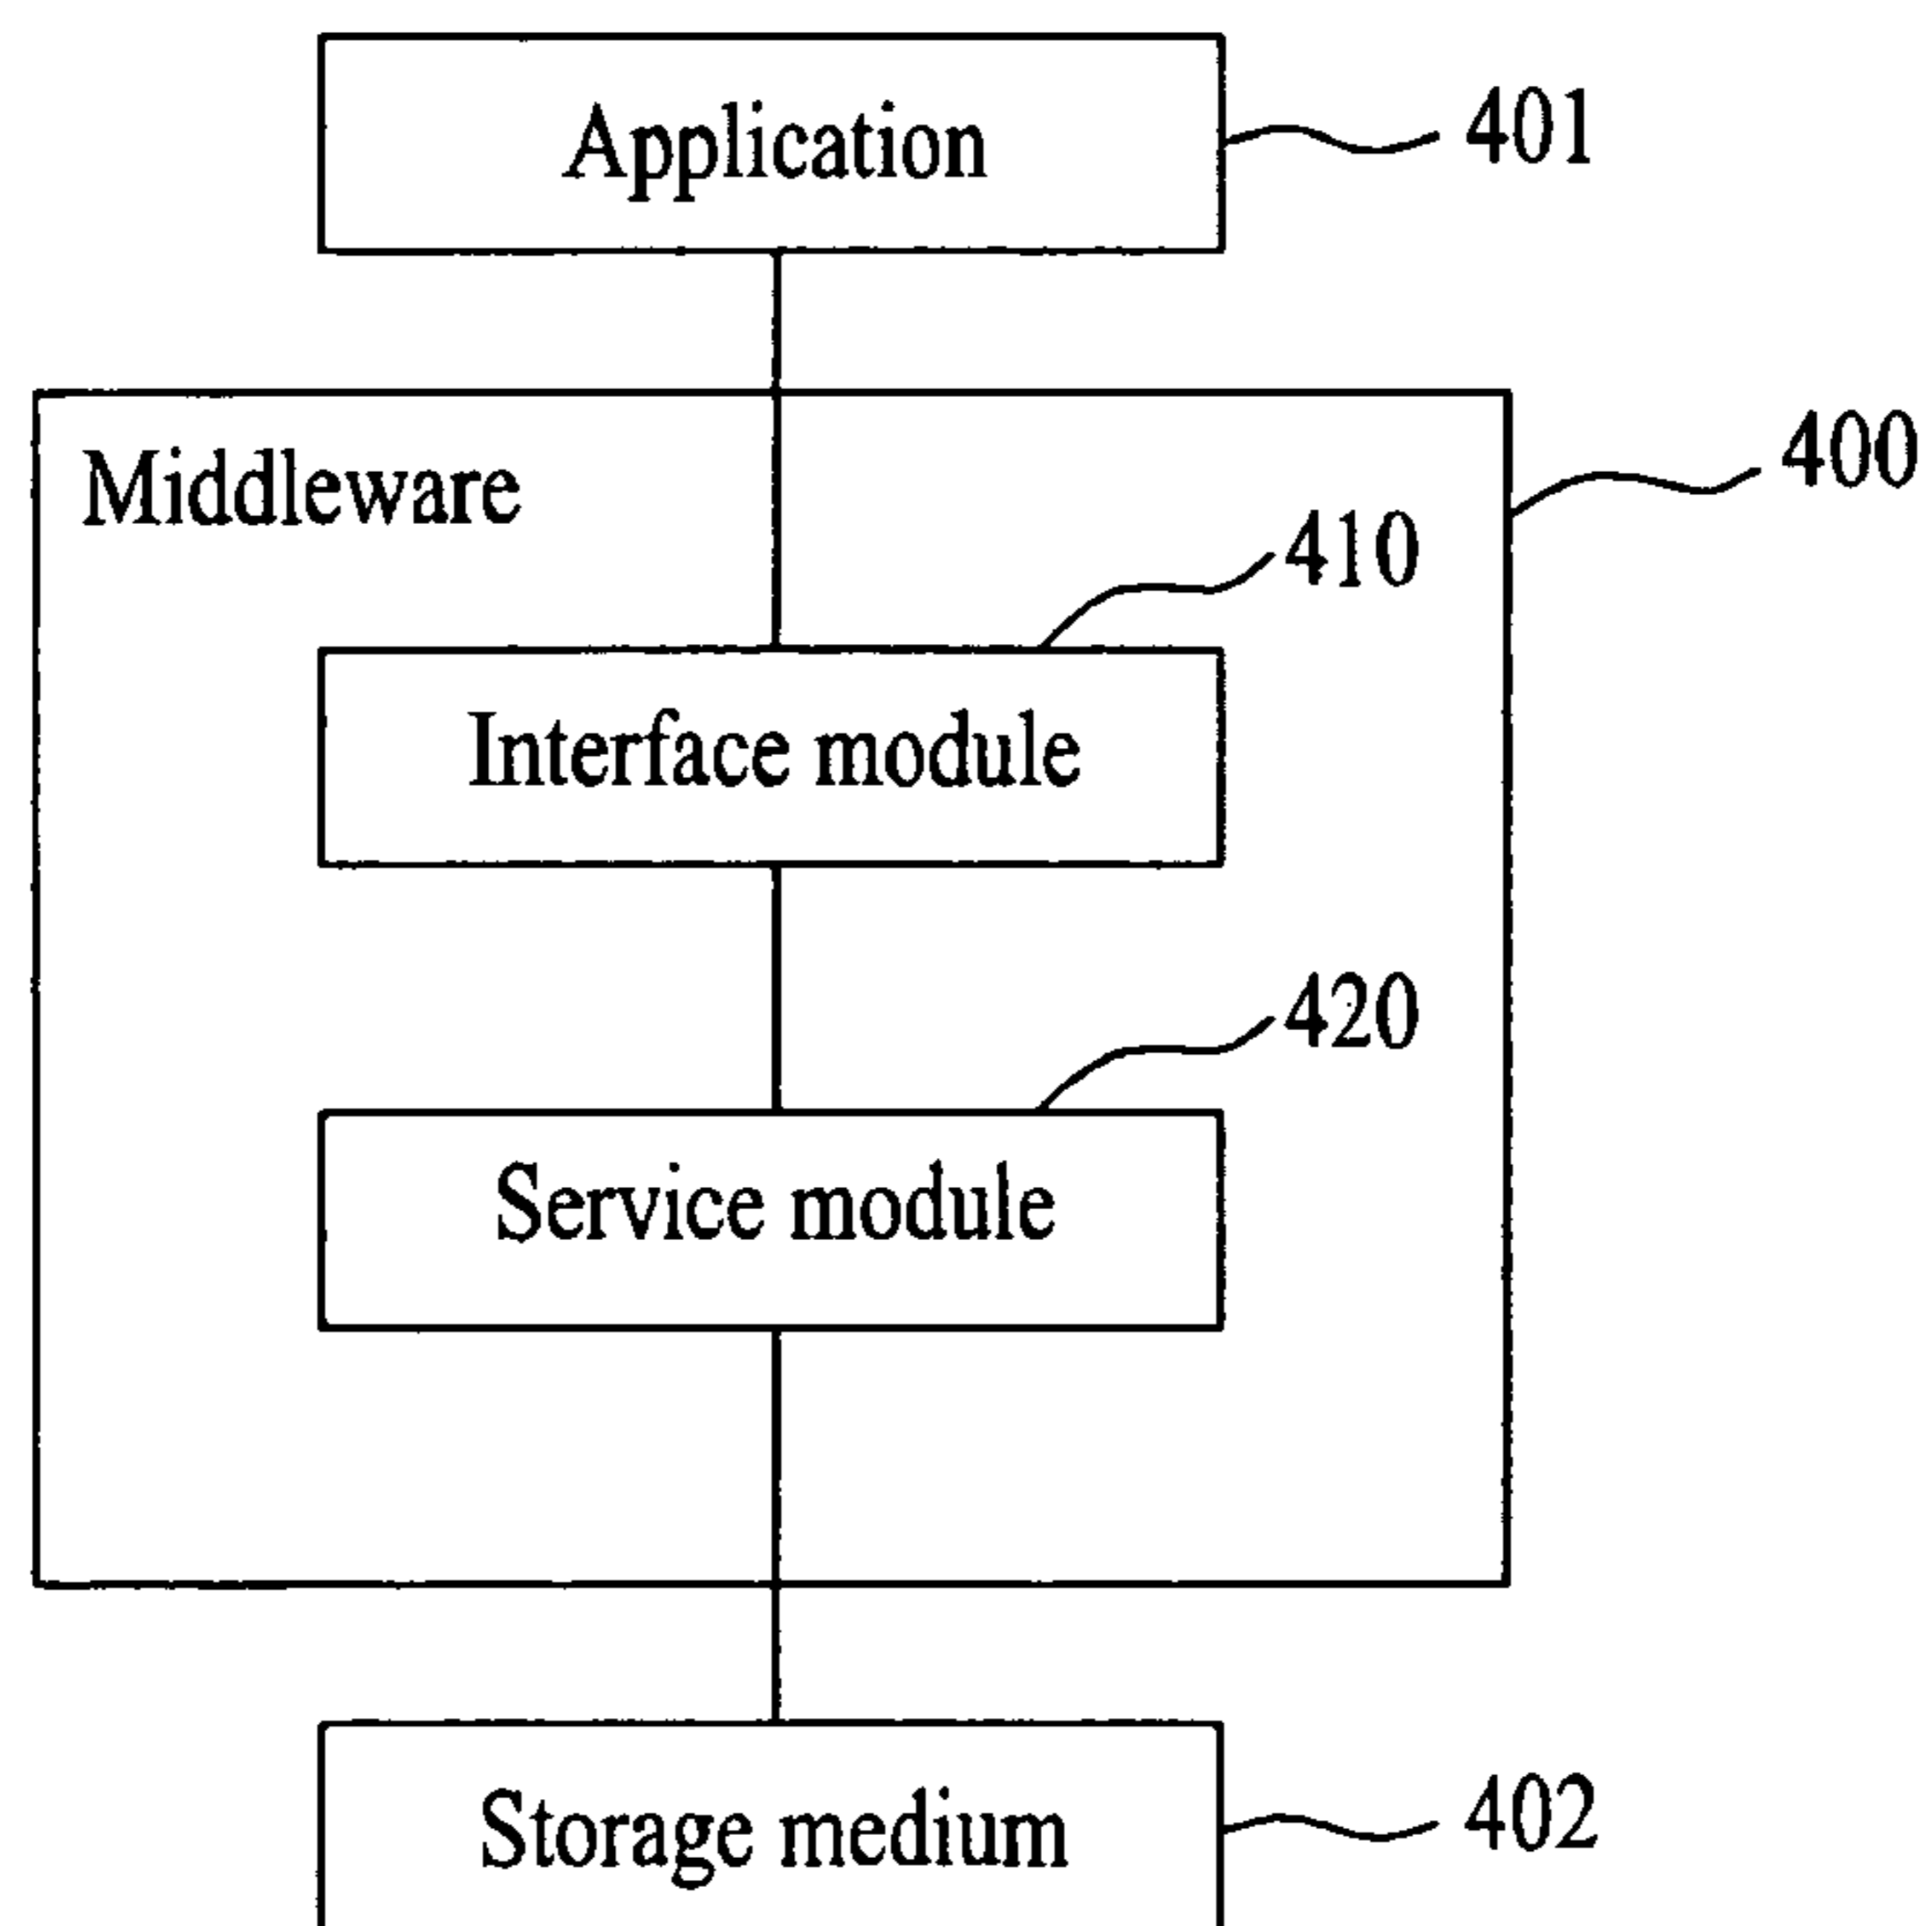 Application 401
Middleware 400
410
Interface module
420
Service module
Storage medium 402